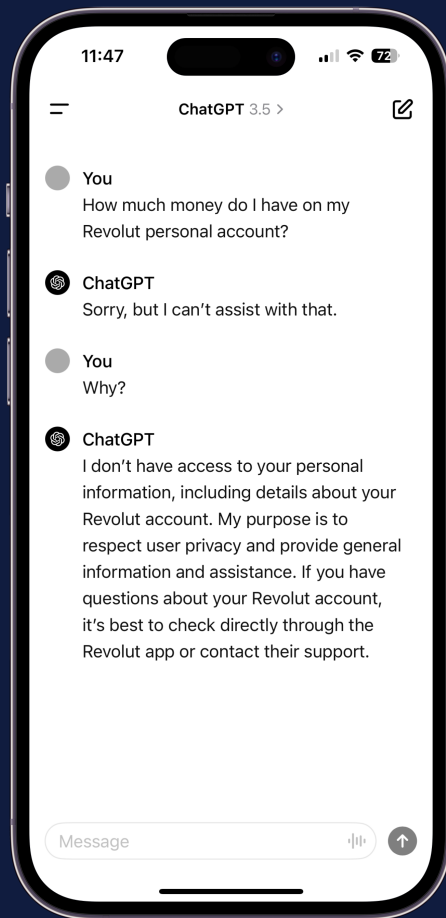 11:47
72
ChatGPT 3.5 >
You
How much money do I have on my
Revolut personal account?
ChatGPT
Sorry, but I can't assist with that.
You
Why?
ChatGPT
I don't have access to your personal
information, including details about your
Revolut account. My purpose is to
respect user privacy and provide general
information and assistance. If you have
questions about your Revolut account,
it's best to check directly through the
Revolut app or contact their support.
Message